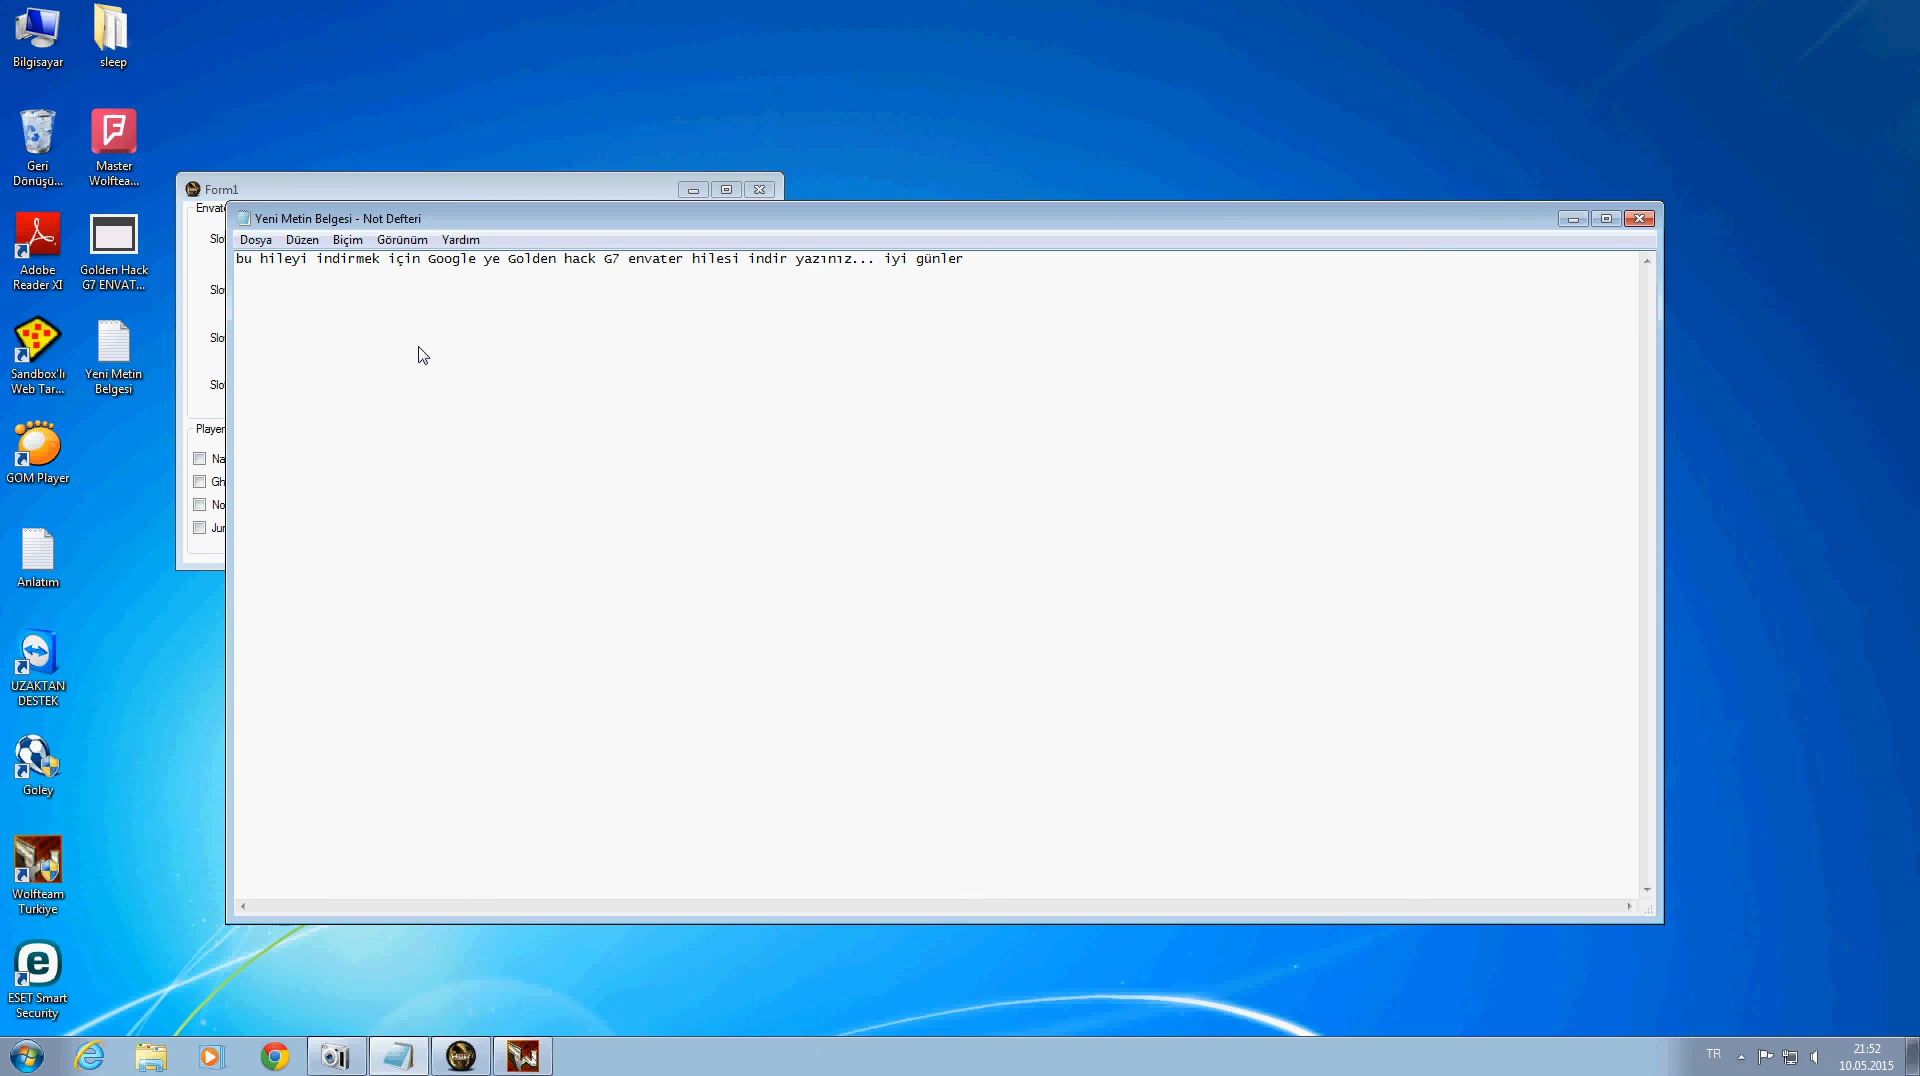 Bilgisayar
sleep
Geri
Dönüşü...
Master
Wolftea...
Adobe
Reader XI
Golden Hack
G7 ENVAT...
Sandbox'lı
Web Tar...
Yeni Metin
Belgesi
GOM Player
Anlatım
UZAKTAN
DESTEK
Goley
Wolfteam
Turkiye
ESET Smart
Security
Form1
Player
Yeni Metin Belgesi - Not Defteri
Dosya Düzen Biçim Görünüm Yardım
bu hileyi indirmek için Google ye Golden hack G7 envater hilesi indir yazınız... iyi günler
TR
21:52
10.05.2015